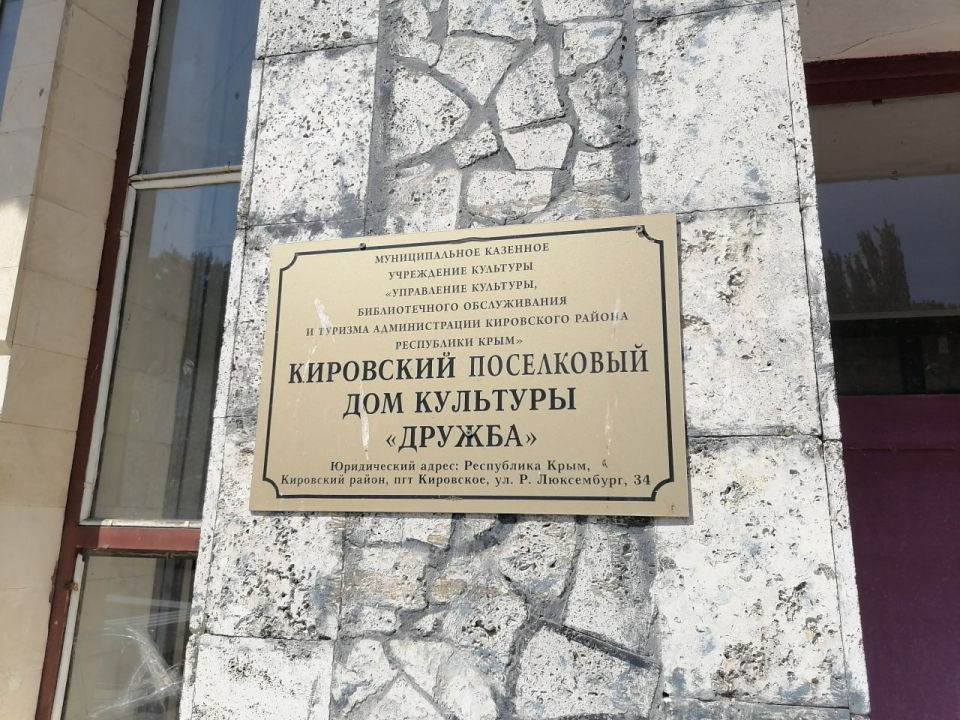 МУНИЦИПАЛЬНОЕ КАЗЕННОЕ
УЧРЕЖДЕНИЕ КУЛЬТУРЫ
«УПРАВЛЕНИЕ КУЛЬТУРЫ,
БИБЛИОТЕЧНОГО ОБСЛУЖИВАНИЯ
И ТУРИЗМА АДМИНИСТРАЦИИ КИРОВСКОГО РАЙОНА
РЕСПУБЛИКИ КРЫМ»
КИРОВСКИЙ ПОСЕЛКОВЫЙ
ДОМ КУЛЬТУРЫ
«ДРУЖБА»
Юридический адрес: Республика Крым,
Кировский район, пгт Кировское, ул. Р. Люксембург, 34